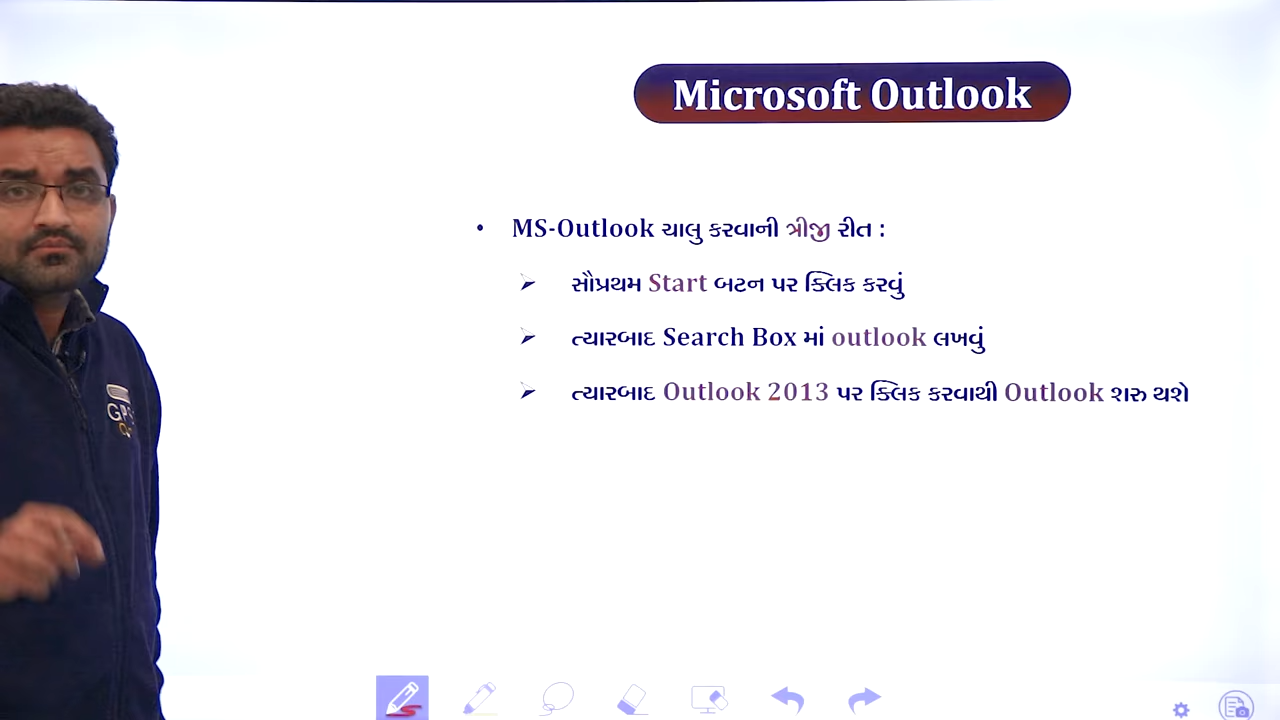 Microsoft Outlook
• MS-Outlook ચાલુ કરવાની ત્રીજી રીત :
➢ સૌપ્રથમ Start બટન પર ક્લિક કરવું
➢ ત્યારબાદ Search Box માં outlook લખવું
➢ ત્યારબાદ Outlook 2013 પર ક્લિક કરવાથી Outlook શરુ થશે